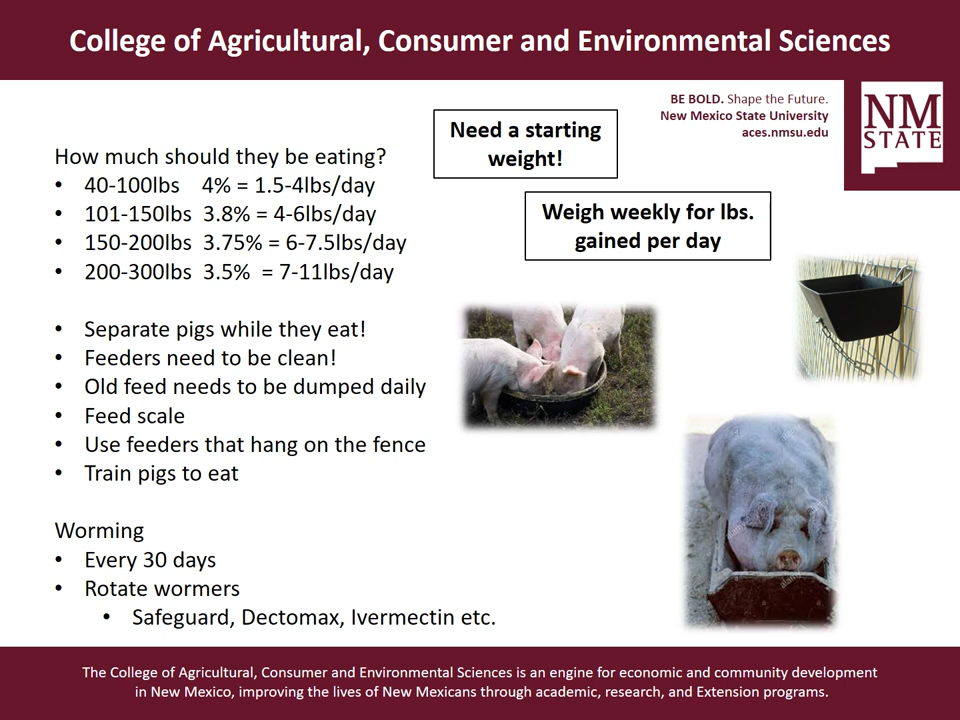 College of Agricultural, Consumer and Environmental Sciences
BE BOLD. Shape the Future.
New Mexico State University
aces.nmsu.edu
NM
STATE
Need a starting
weight!
Weigh weekly for lbs.
gained per day
How much should they be eating?
• 40-100lbs 4% = 1.5-4lbs/day
• 101-150lbs 3.8% = 4-6lbs/day
• 150-200lbs 3.75% = 6-7.5lbs/day
• 200-300lbs 3.5% = 7-11lbs/day
• Separate pigs while they eat!
• Feeders need to be clean!
• Old feed needs to be dumped daily
• Feed scale
• Use feeders that hang on the fence
• Train pigs to eat
Worming
• Every 30 days
• Rotate wormers
• Safeguard, Dectomax, Ivermectin etc.
The College of Agricultural, Consumer and Environmental Sciences is an engine for economic and community development
in New Mexico, improving the lives of New Mexicans through academic, research, and Extension programs.